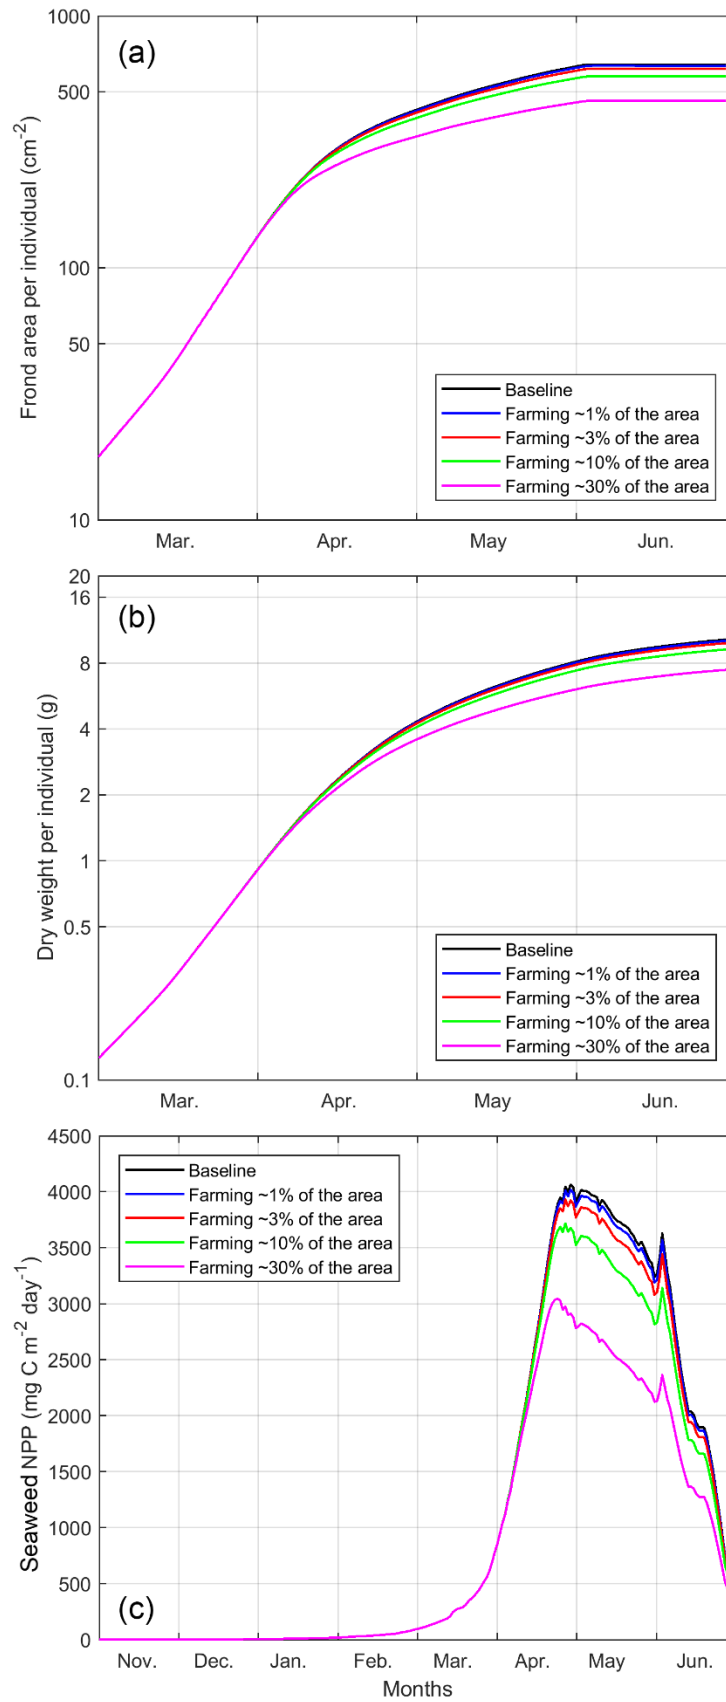 (a)
Frond area per individual (cm⁻²)
1000
500
100
50
10
Baseline
Farming ~1% of the area
Farming ~3% of the area
Farming ~10% of the area
Farming ~30% of the area
Mar. Apr. May Jun.
(b)
Dry weight per individual (g)
20
16
8
4
2
1
0.5
0.1
Baseline
Farming ~1% of the area
Farming ~3% of the area
Farming ~10% of the area
Farming ~30% of the area
Mar. Apr. May Jun.
Seaweed NPP (mg C m⁻² day⁻¹)
4500
4000
3500
3000
2500
2000
1500
1000
500
0
Baseline
Farming ~1% of the area
Farming ~3% of the area
Farming ~10% of the area
Farming ~30% of the area
(c)
Nov. Dec. Jan. Feb. Mar. Apr. May Jun.
Months